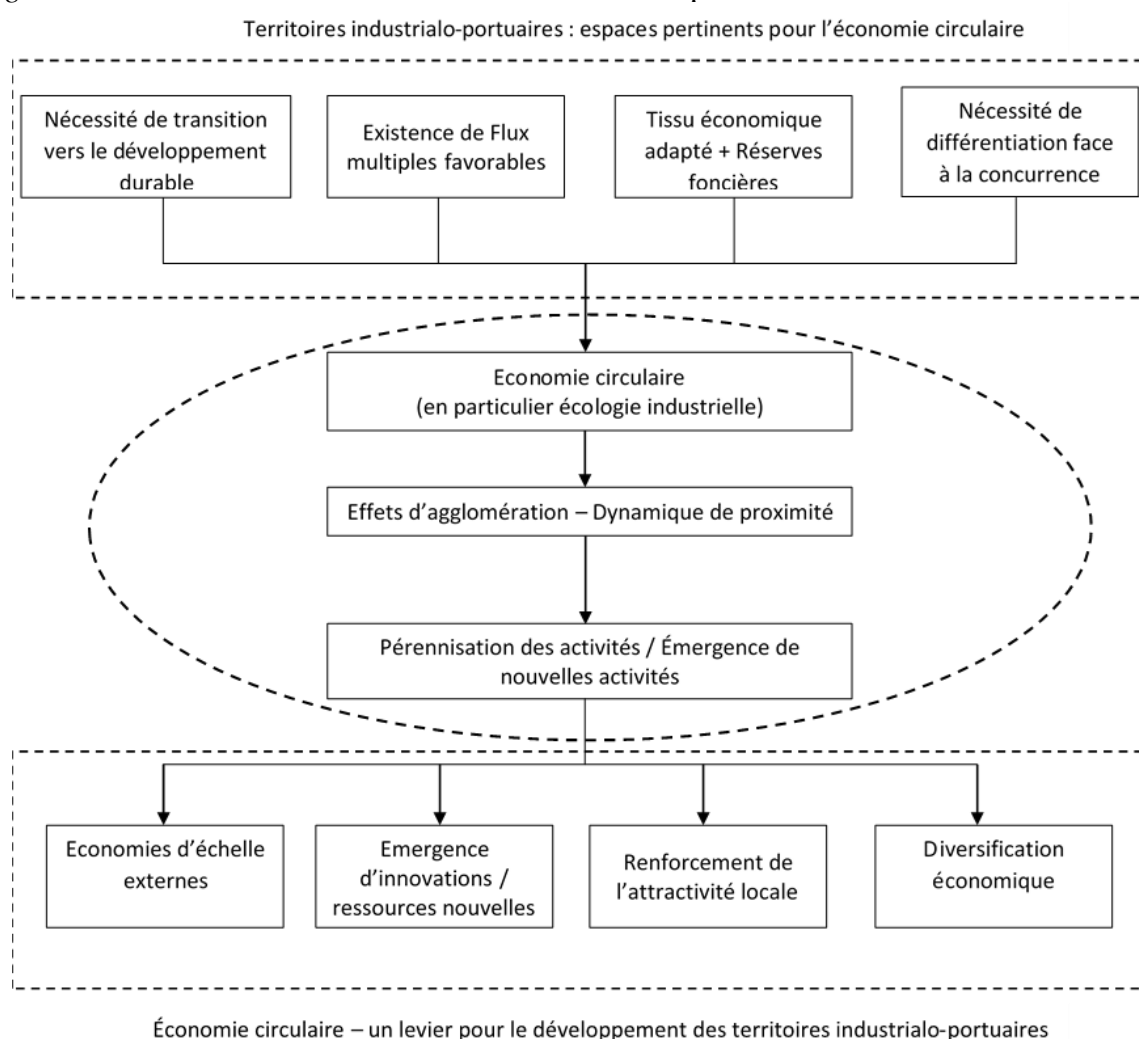 Territoires industrialo-portuaires : espaces pertinents pour l'économie circulaire
Nécessité de transition
vers le développement
durable
Existence de Flux
multiples favorables
Tissu économique
adapté + Réserves
foncières
Nécessité de
différentiation face
à la concurrence
Economie circulaire
(en particulier écologie industrielle)
Effets d'agglomération – Dynamique de proximité
Pérennisation des activités / Émergence de
nouvelles activités
Economies d'échelle
externes
Emergence
d'innovations /
ressources nouvelles
Renforcement de
l'attractivité locale
Diversification
économique
Économie circulaire – un levier pour le développement des territoires industrialo-portuaires